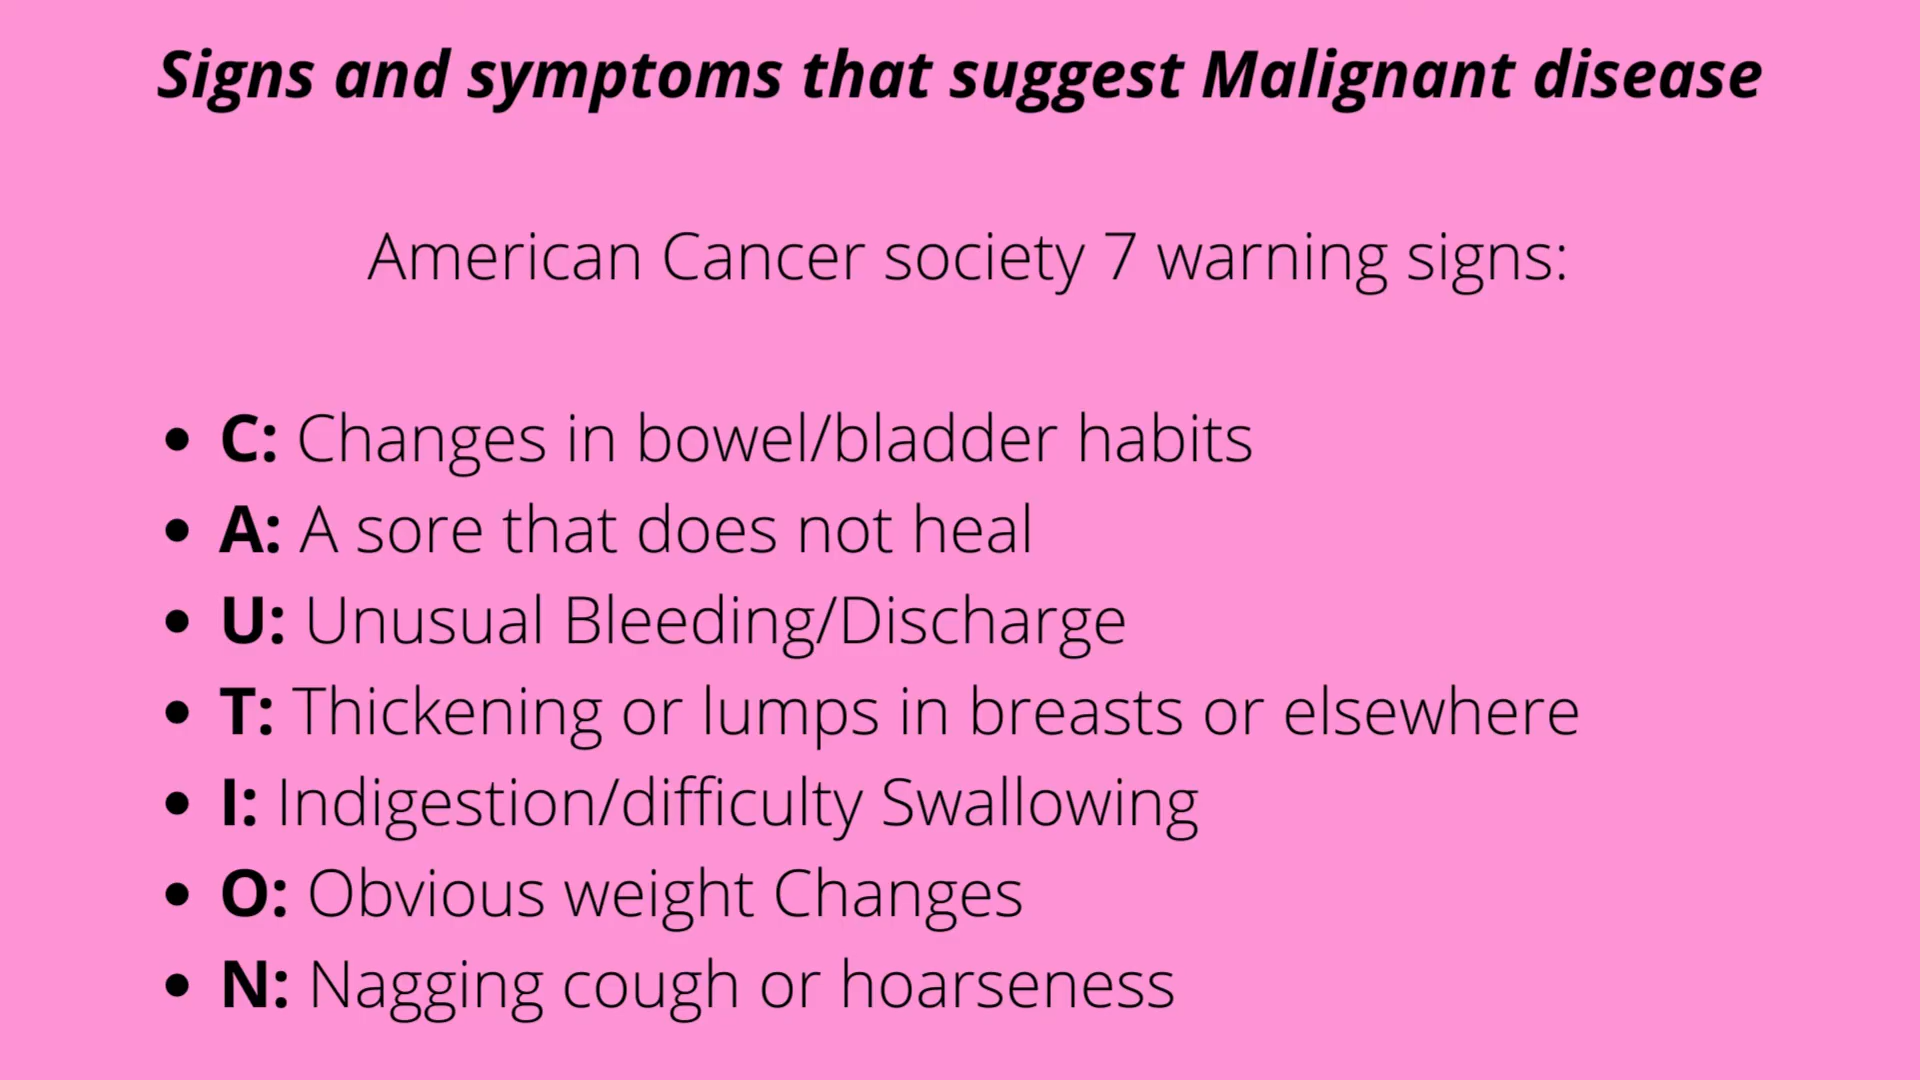 Signs and symptoms that suggest Malignant disease
American Cancer society 7 warning signs:
• C: Changes in bowel/bladder habits
• A: A sore that does not heal
• U: Unusual Bleeding/Discharge
• T: Thickening or lumps in breasts or elsewhere
• I: Indigestion/difficulty Swallowing
• O: Obvious weight Changes
• N: Nagging cough or hoarseness